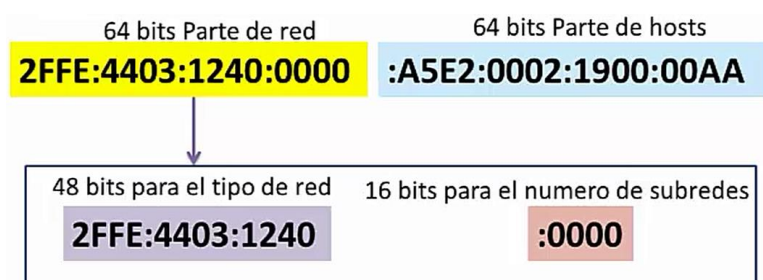 64 bits Parte de red
64 bits Parte de hosts
2FFE:4403:1240:0000
:A5E2:0002:1900:00AA
48 bits para el tipo de red
16 bits para el numero de subredes
2FFE:4403:1240
:0000